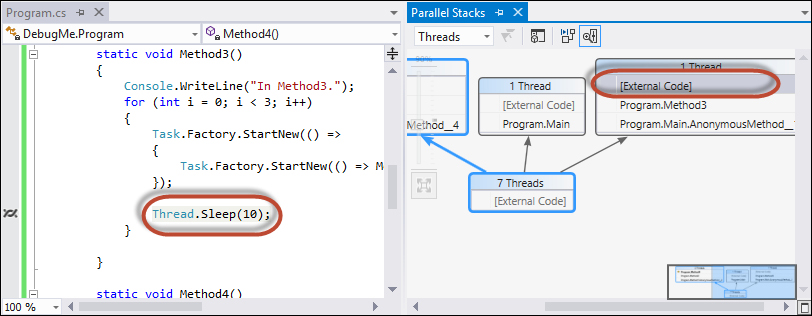 Program.cs
DebugMe.Program
Method4()
static void Method3()
{
Console.WriteLine("In Method3.");
for (int i = 0; i < 3; i++)
{
Task.Factory.StartNew(() =>
{
Task.Factory.StartNew(() => M
});
Thread.Sleep(10);
}
}
static void Method4()
100 %
Parallel Stacks
Threads
1 Thread
[External Code]
Program.Main
1 Thread
[External Code]
Program.Method3
Program.Main.AnonymousMethod__
Method__4
7 Threads
[External Code]